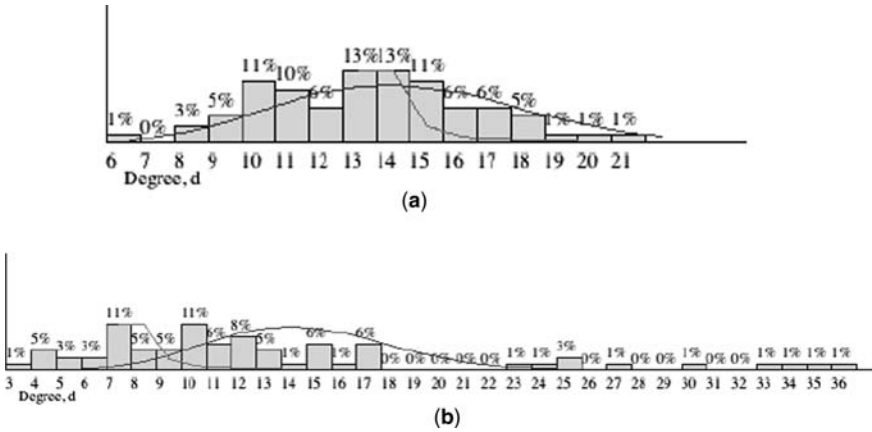 1% 0% 3% 5% 11% 10% 6% 13% 13% 11% 6% 6% 5% 1% 1% 1%
6 7 8 9 10 11 12 13 14 15 16 17 18 19 20 21
Degree, d
(a)
1% 5% 3% 3% 11% 5% 5% 11% 6% 8% 5% 1% 6% 1% 6% 0% 0% 0% 0% 0% 1% 1% 3% 0% 1% 0% 0% 1% 0% 0% 1% 1% 1% 1%
3 4 5 6 7 8 9 10 11 12 13 14 15 16 17 18 19 20 21 22 23 24 25 26 27 28 29 30 31 32 33 34 35 36
Degree, d
(b)